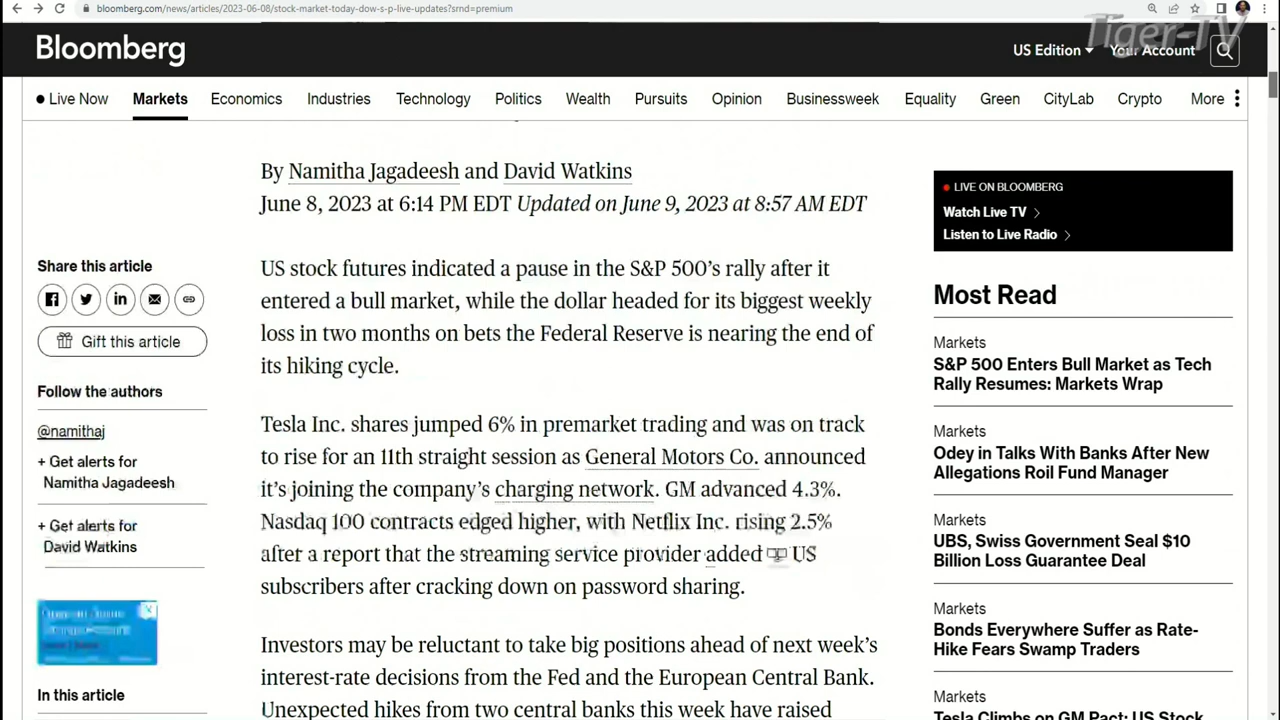 bloomberg.com/news/articles/2023-06-08/stock-market-today-dow-s-p-live-updates?srnd=premium
Tiger-TV
Bloomberg
US Edition
Your Account
Live Now
Markets
Economics
Industries
Technology
Politics
Wealth
Pursuits
Opinion
Businessweek
Equality
Green
CityLab
Crypto
More
By Namitha Jagadeesh and David Watkins
June 8, 2023 at 6:14 PM EDT Updated on June 9, 2023 at 8:57 AM EDT
Share this article
Gift this article
Follow the authors
@namithaj
+ Get alerts for
Namitha Jagadeesh
+ Get alerts for
David Watkins
In this article
US stock futures indicated a pause in the S&P 500's rally after it
entered a bull market, while the dollar headed for its biggest weekly
loss in two months on bets the Federal Reserve is nearing the end of
its hiking cycle.
Tesla Inc. shares jumped 6% in premarket trading and was on track
to rise for an 11th straight session as General Motors Co. announced
it's joining the company's charging network. GM advanced 4.3%.
Nasdaq 100 contracts edged higher, with Netflix Inc. rising 2.5%
after a report that the streaming service provider added US
subscribers after cracking down on password sharing.
Investors may be reluctant to take big positions ahead of next week's
interest-rate decisions from the Fed and the European Central Bank.
Unexpected hikes from two central banks this week have raised
LIVE ON BLOOMBERG
Watch Live TV
Listen to Live Radio
Most Read
Markets
S&P 500 Enters Bull Market as Tech
Rally Resumes: Markets Wrap
Markets
Odey in Talks With Banks After New
Allegations Roil Fund Manager
Markets
UBS, Swiss Government Seal $10
Billion Loss Guarantee Deal
Markets
Bonds Everywhere Suffer as Rate-
Hike Fears Swamp Traders
Markets
Tesla Climbs on GM Pact; US Stock